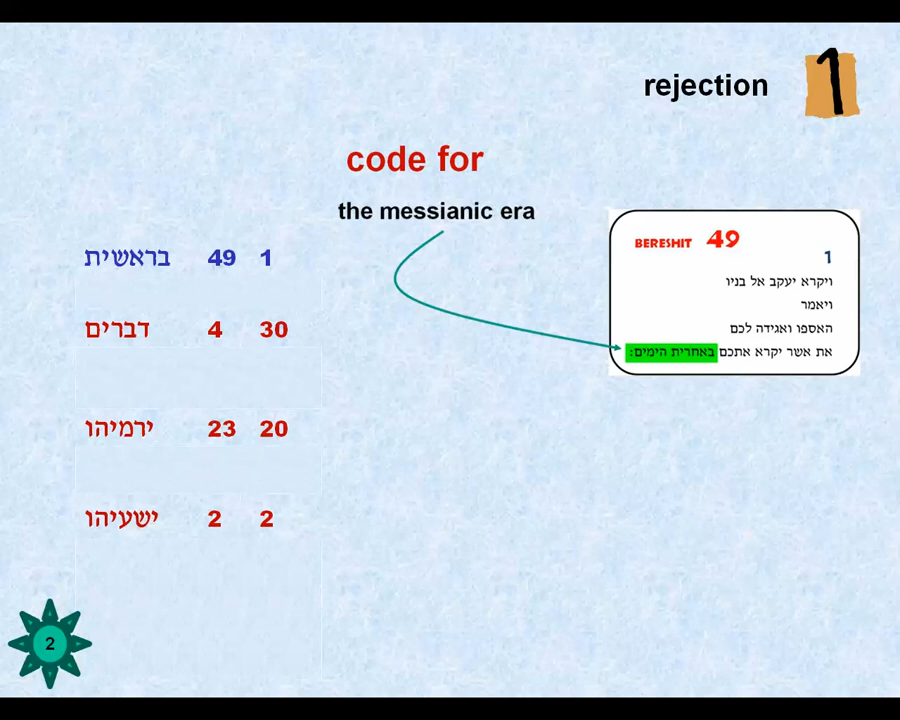 rejection 1
code for
the messianic era
בראשית 49 1
דברים 4 30
ירמיהו 23 20
ישעיהו 2 2
BERESHIT 49
1
ויקרא יעקב אל בניו
ויאמר
האספו ואגידה לכם
את אשר יקרא אתכם באחרית הימים:
2